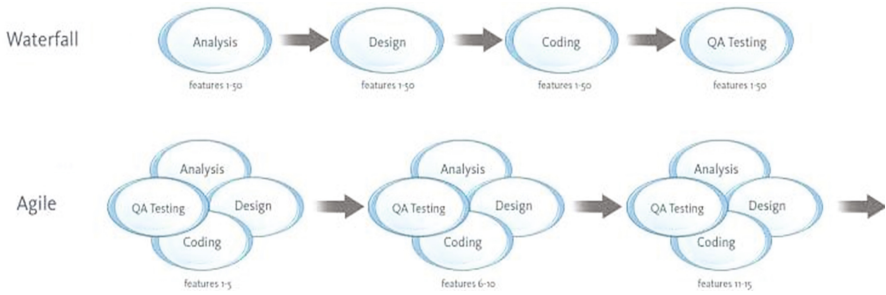 Waterfall
Analysis
Design
Coding
QA Testing
features 1-50
features 1-50
features 1-50
features 1-50
Agile
Analysis
QA Testing
Design
Coding
features 1-5
Analysis
QA Testing
Design
Coding
features 6-10
Analysis
QA Testing
Design
Coding
features 11-15